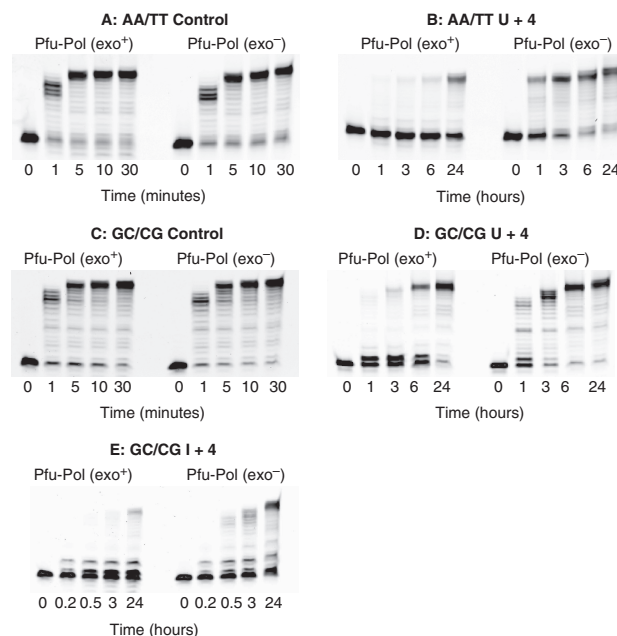 A: AA/TT Control
Pfu-Pol (exo⁺) Pfu-Pol (exo⁻)
0 1 5 10 30 0 1 5 10 30
Time (minutes)
B: AA/TT U + 4
Pfu-Pol (exo⁺) Pfu-Pol (exo⁻)
0 1 3 6 24 0 1 3 6 24
Time (hours)
C: GC/CG Control
Pfu-Pol (exo⁺) Pfu-Pol (exo⁻)
0 1 5 10 30 0 1 5 10 30
Time (minutes)
D: GC/CG U + 4
Pfu-Pol (exo⁺) Pfu-Pol (exo⁻)
0 1 3 6 24 0 1 3 6 24
Time (hours)
E: GC/CG I + 4
Pfu-Pol (exo⁺) Pfu-Pol (exo⁻)
0 0.2 0.5 3 24 0 0.2 0.5 3 24
Time (hours)